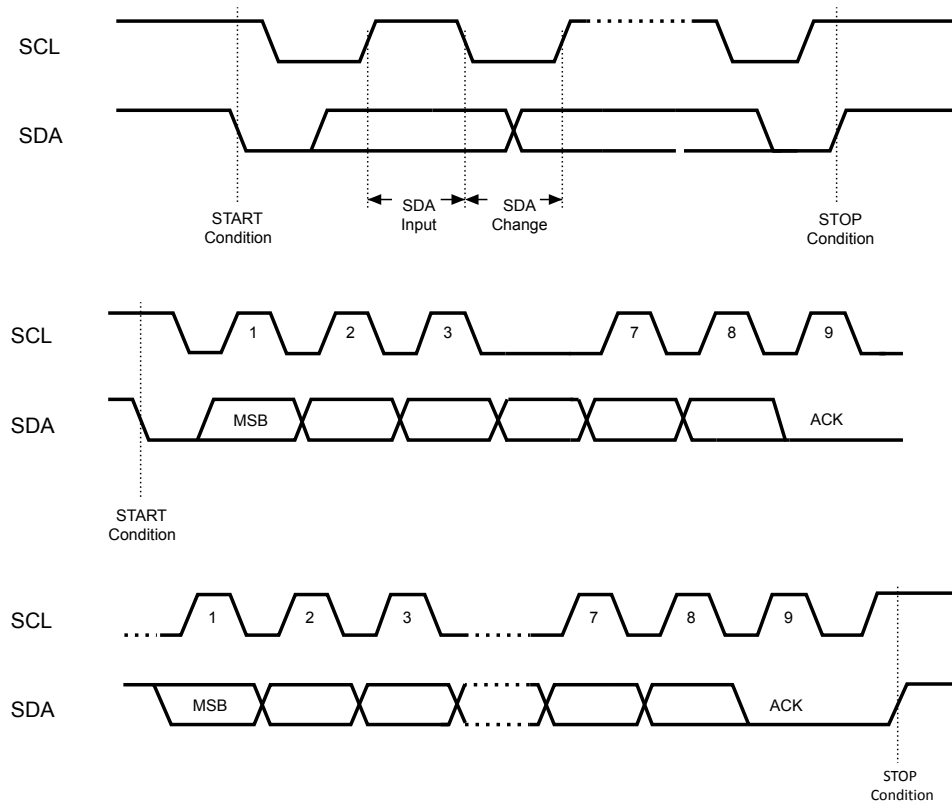 SCL
SDA
START
Condition
SDA
Input
SDA
Change
STOP
Condition
SCL
1
2
3
7
8
9
SDA
MSB
ACK
START
Condition
SCL
1
2
3
7
8
9
SDA
MSB
ACK
STOP
Condition